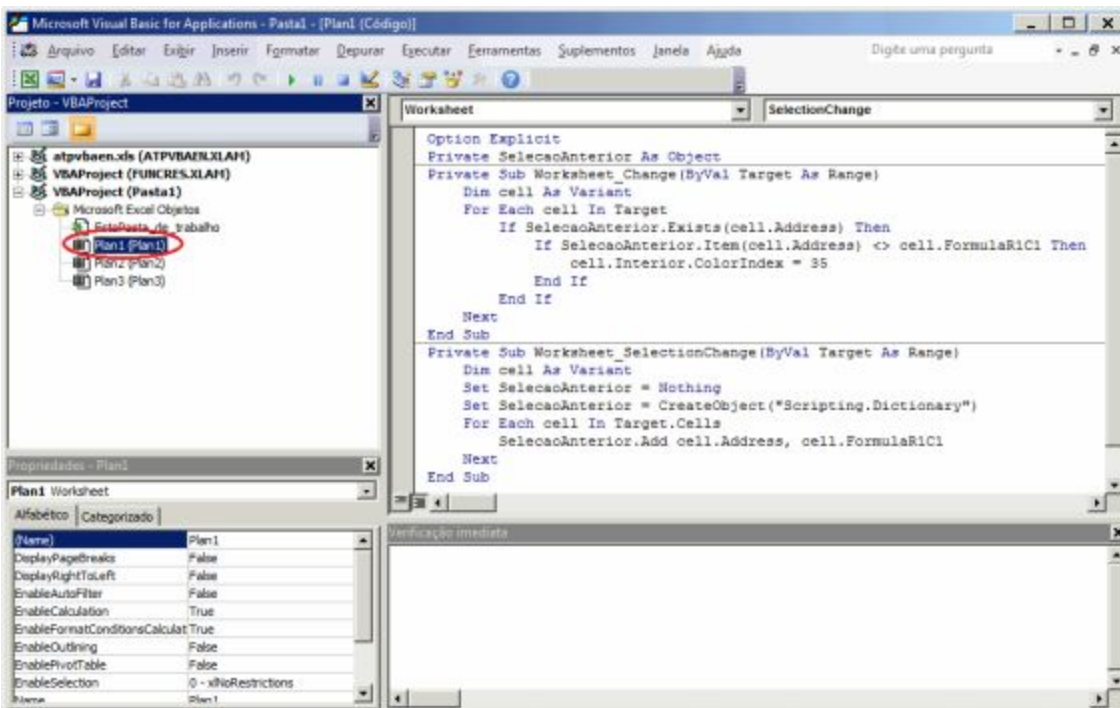 Microsoft Visual Basic for Applications - Pasta1 - [Plan1 (Código)]
Arquivo Editar Exibir Inserir Formatar Depurar Executar Ferramentas Suplementos Janela Ajuda Digite uma pergunta
Projeto - VBAProject
atpvbaen.xls (ATPVBAEN.XLAM)
VBAProject (FUNCRES.XLAM)
VBAProject (Pasta1)
Microsoft Excel Objetos
EstaPasta_de_trabalho
Plan1 (Plan1)
Plan2 (Plan2)
Plan3 (Plan3)
Propriedades - Plan1
Plan1 Worksheet
Alfabético Categorizado
(Name) Plan1
DisplayPageBreaks False
DisplayRightToLeft False
EnableAutoFilter False
EnableCalculation True
EnableFormatConditionsCalculat True
EnableOutlining False
EnablePivotTable False
EnableSelection 0 - xlNoRestrictions
Name Plan1
Worksheet SelectionChange
Option Explicit
Private SelecaoAnterior As Object
Private Sub Worksheet_Change(ByVal Target As Range)
Dim cell As Variant
For Each cell In Target
If SelecaoAnterior.Exists(cell.Address) Then
If SelecaoAnterior.Item(cell.Address) <> cell.FormulaR1C1 Then
cell.Interior.ColorIndex = 35
End If
End If
Next
End Sub
Private Sub Worksheet_SelectionChange(ByVal Target As Range)
Dim cell As Variant
Set SelecaoAnterior = Nothing
Set SelecaoAnterior = CreateObject("Scripting.Dictionary")
For Each cell In Target.Cells
SelecaoAnterior.Add cell.Address, cell.FormulaR1C1
Next
End Sub
Verificação imediata